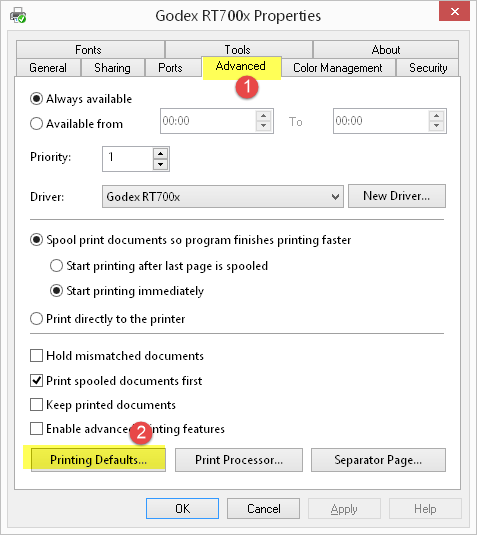 Godex RT700x Properties
Fonts Tools About
General Sharing Ports Advanced Color Management Security
1
Always available
Available from 00:00 To 00:00
Priority: 1
Driver: Godex RT700x New Driver...
Spool print documents so program finishes printing faster
Start printing after last page is spooled
Start printing immediately
Print directly to the printer
Hold mismatched documents
Print spooled documents first
Keep printed documents
Enable advanced printing features
2
Printing Defaults... Print Processor... Separator Page...
OK Cancel Apply Help